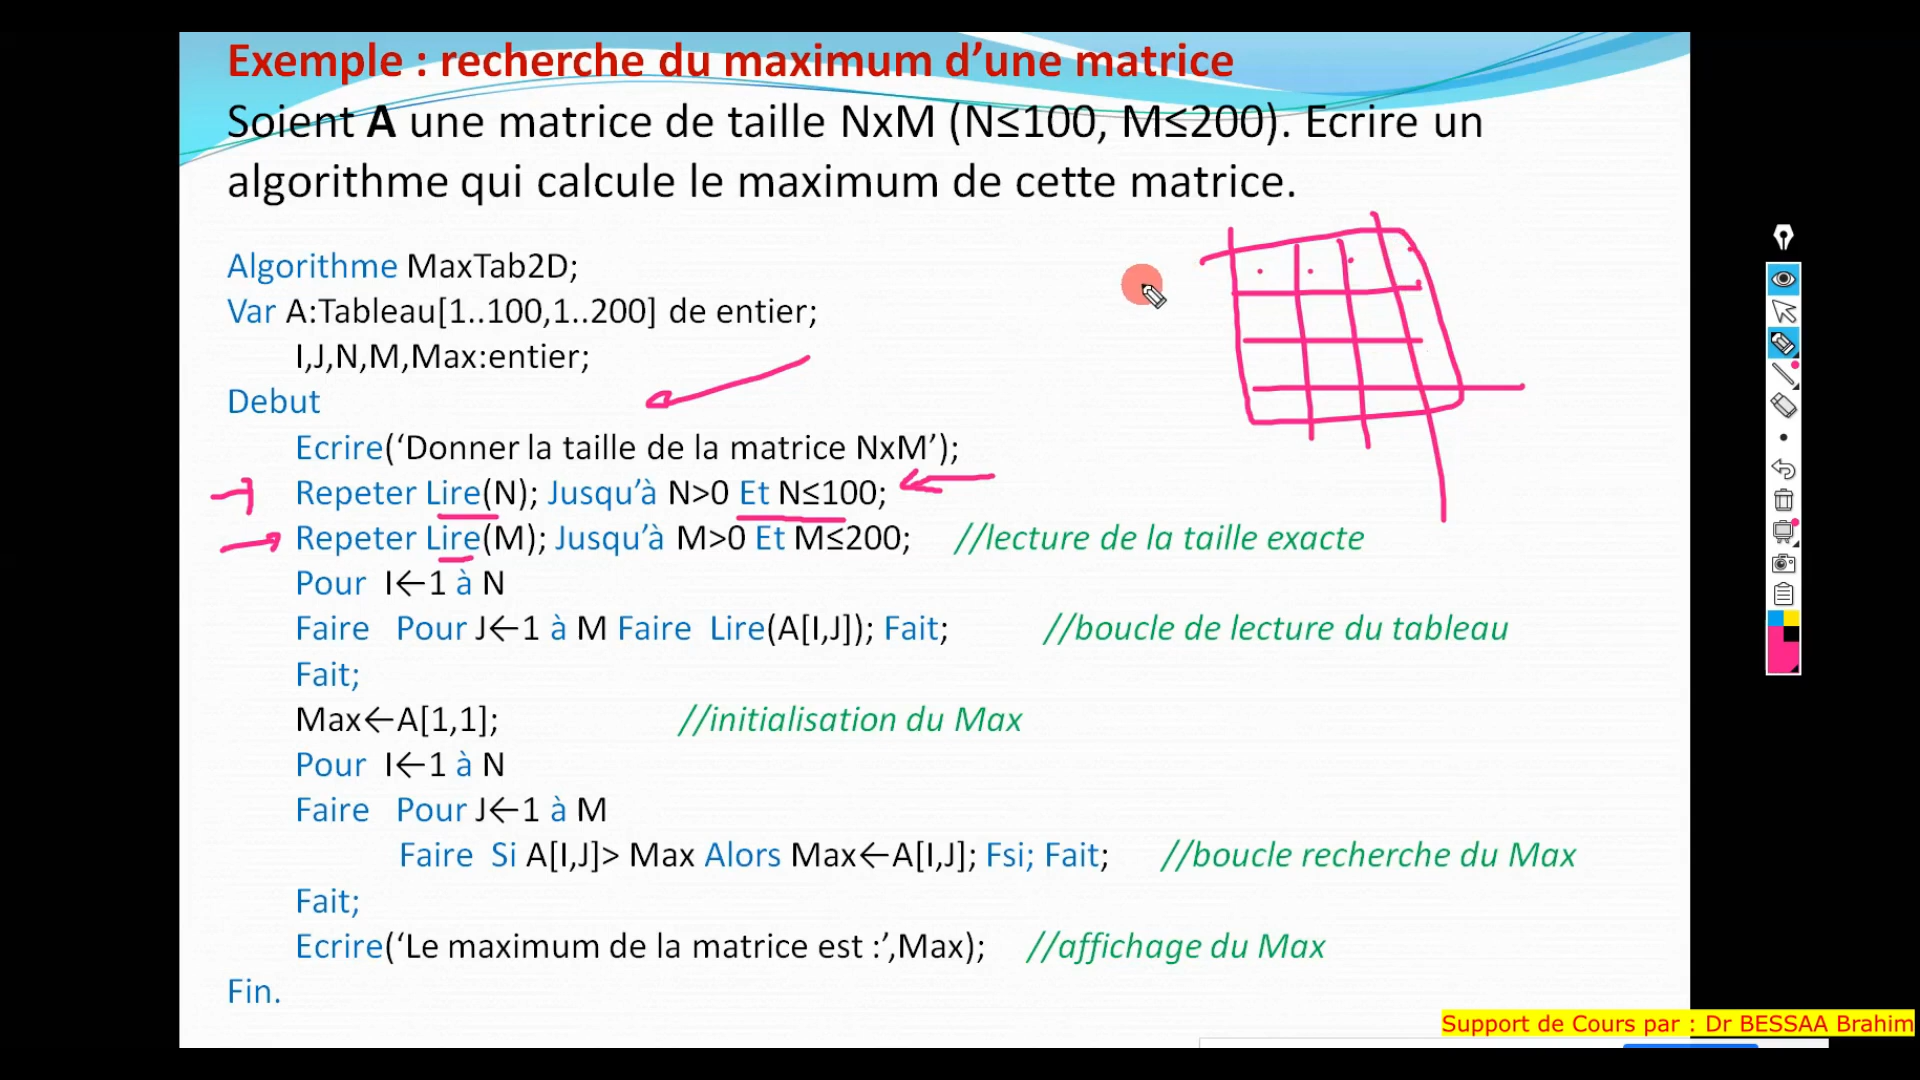 Exemple : recherche du maximum d’une matrice
Soient A une matrice de taille NxM (N≤100, M≤200). Ecrire un
algorithme qui calcule le maximum de cette matrice.
Algorithme MaxTab2D;
Var A:Tableau[1..100,1..200] de entier;
I,J,N,M,Max:entier;
Debut
Ecrire(‘Donner la taille de la matrice NxM’);
Repeter Lire(N); Jusqu’à N>0 Et N≤100;
Repeter Lire(M); Jusqu’à M>0 Et M≤200; //lecture de la taille exacte
Pour I←1 à N
Faire Pour J←1 à M Faire Lire(A[I,J]); Fait; //boucle de lecture du tableau
Fait;
Max←A[1,1]; //initialisation du Max
Pour I←1 à N
Faire Pour J←1 à M
Faire Si A[I,J]> Max Alors Max←A[I,J]; Fsi; Fait; //boucle recherche du Max
Fait;
Ecrire(‘Le maximum de la matrice est :’,Max); //affichage du Max
Fin.
Support de Cours par : Dr BESSAA Brahim